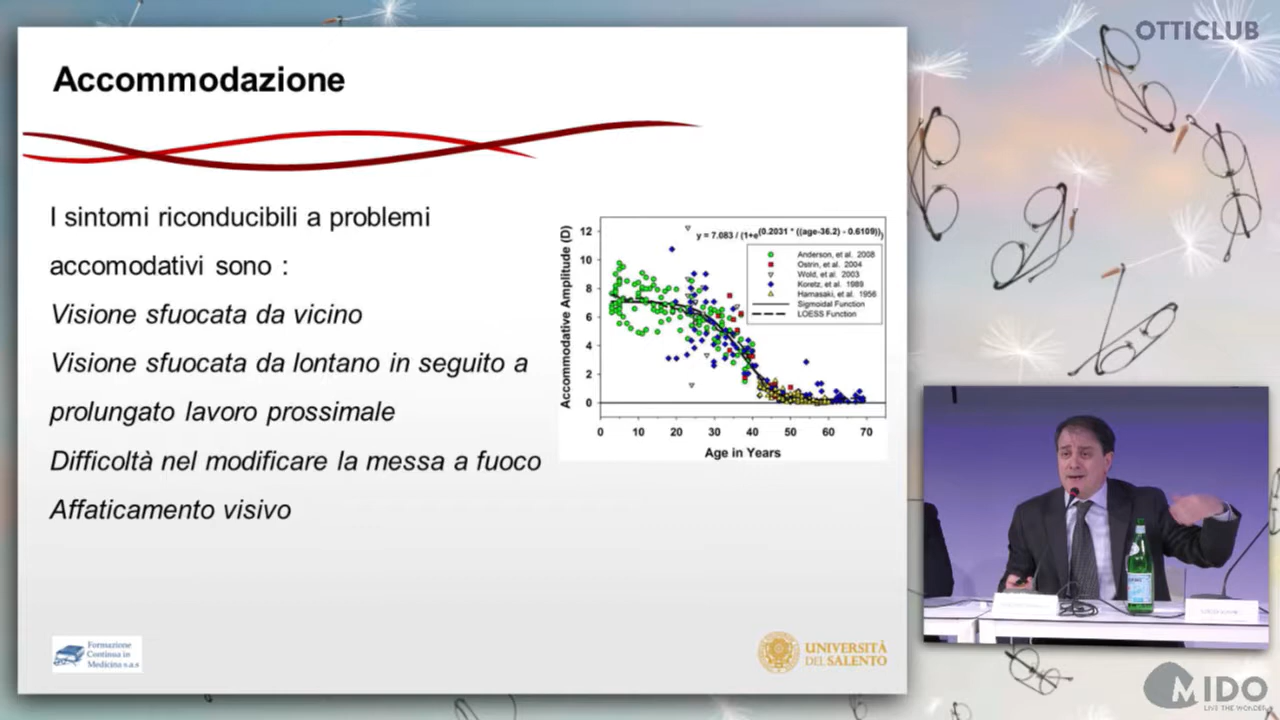 OTTICLUB
Accommodazione
I sintomi riconducibili a problemi
accomodativi sono :
Visione sfuocata da vicino
Visione sfuocata da lontano in seguito a
prolungato lavoro prossimale
Difficoltà nel modificare la messa a fuoco
Affaticamento visivo
Accommodative Amplitude (D)
12
10
8
6
4
2
0
y = 7.083 / (1+e(0.2031 * ((age-36.2) - 0.6109)))
Anderson, et al. 2008
Ostrin, et al. 2004
Wold, et al. 2003
Koretz, et al. 1989
Hamasaki, et al. 1956
Sigmoidal Function
LOESS Function
0 10 20 30 40 50 60 70
Age in Years
Formazione
Continua in
Medicina s.a.s
UNIVERSITÀ
DEL SALENTO
MIDO
LIVE THE WONDER